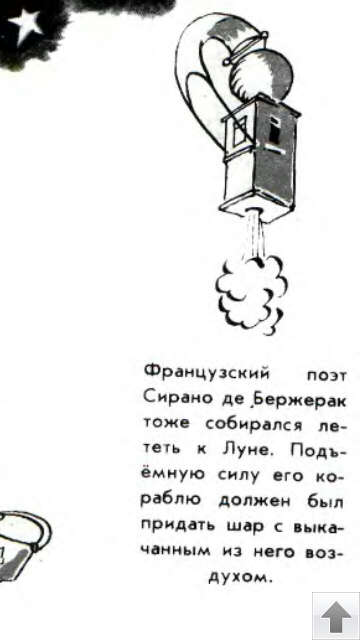 Французский поэт
Сирано де Бержерак
тоже собирался ле-
теть к Луне. Подъ-
ёмную силу его ко-
раблю должен был
придать шар с выка-
чанным из него воз-
духом.